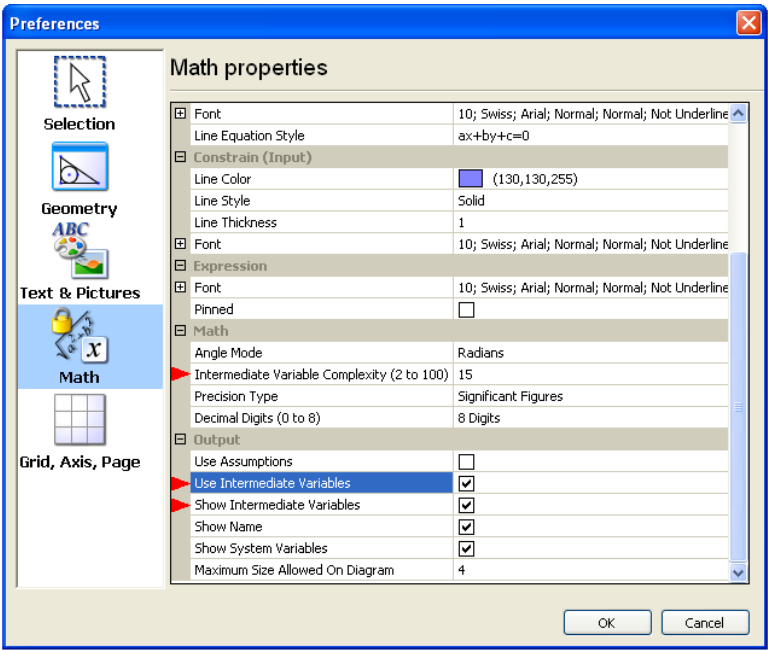 Preferences
Selection
Geometry
ABC
Text & Pictures
x
Math
Grid, Axis, Page
Math properties
Font 10; Swiss; Arial; Normal; Normal; Not Underline
Line Equation Style ax+by+c=0
Constrain (Input)
Line Color (130,130,255)
Line Style Solid
Line Thickness 1
Font 10; Swiss; Arial; Normal; Normal; Not Underline
Expression
Font 10; Swiss; Arial; Normal; Normal; Not Underline
Pinned
Math
Angle Mode Radians
Intermediate Variable Complexity (2 to 100) 15
Precision Type Significant Figures
Decimal Digits (0 to 8) 8 Digits
Output
Use Assumptions
Use Intermediate Variables
Show Intermediate Variables
Show Name
Show System Variables
Maximum Size Allowed On Diagram 4
OK Cancel